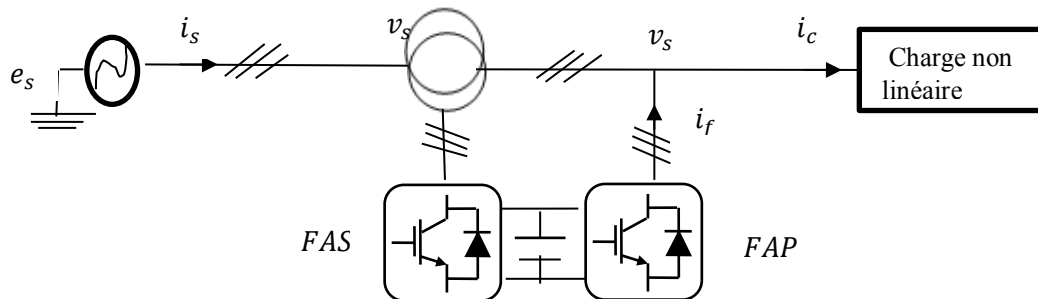 e_s
i_s
v_s
v_s
i_c
Charge non
linéaire
i_f
FAS
FAP